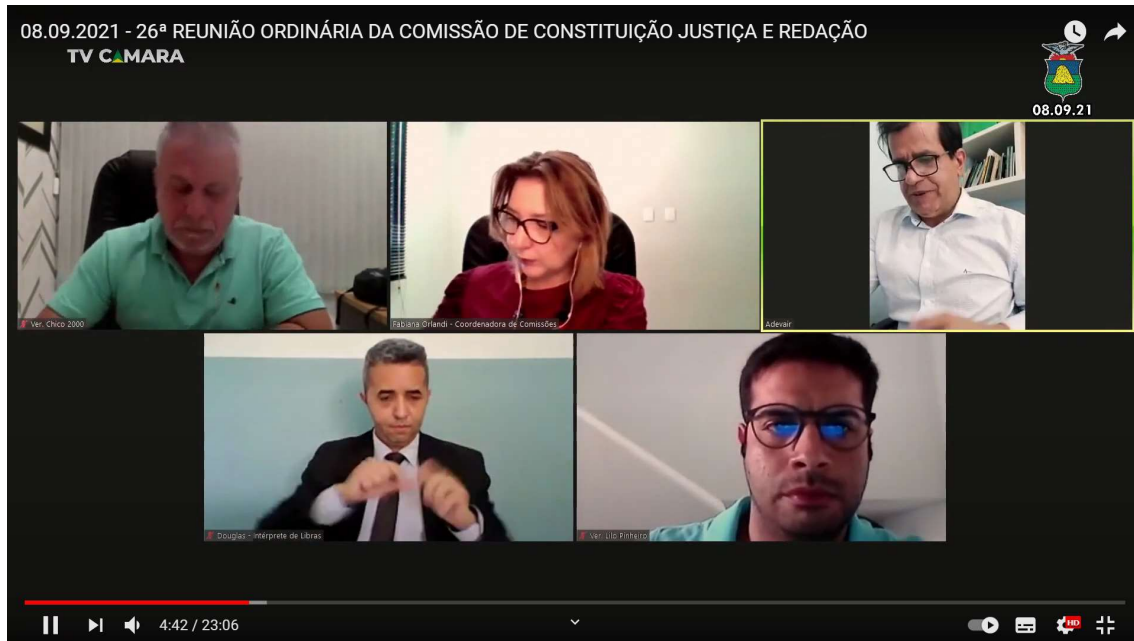 08.09.2021 - 26ª REUNIÃO ORDINÁRIA DA COMISSÃO DE CONSTITUIÇÃO JUSTIÇA E REDAÇÃO
TV CAMARA
08.09.21
Ver. Chico 2000
Fabiana Orlandi - Coordenadora de Comissões
Adevair
Douglas - Intérprete de Libras
Ver. Lilo Pinheiro
4:42 / 23:06
HD